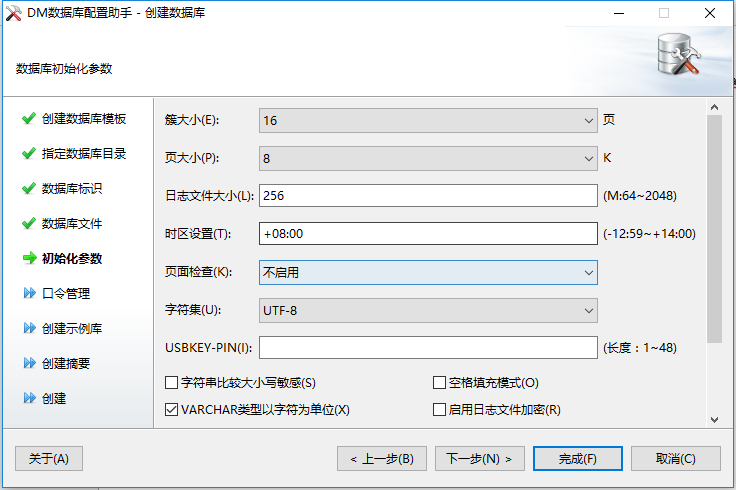 DM数据库配置助手 - 创建数据库
数据库初始化参数
创建数据库模板
指定数据库目录
数据库标识
数据库文件
初始化参数
口令管理
创建示例库
创建摘要
创建
簇大小(E): 16 页
页大小(P): 8 K
日志文件大小(L): 256 (M:64~2048)
时区设置(T): +08:00 (-12:59~+14:00)
页面检查(K): 不启用
字符集(U): UTF-8
USBKEY-PIN(I): (长度：1~48)
字符串比较大小写敏感(S) 空格填充模式(O)
VARCHAR类型以字符为单位(X) 启用日志文件加密(R)
关于(A) < 上一步(B) 下一步(N) > 完成(F) 取消(C)